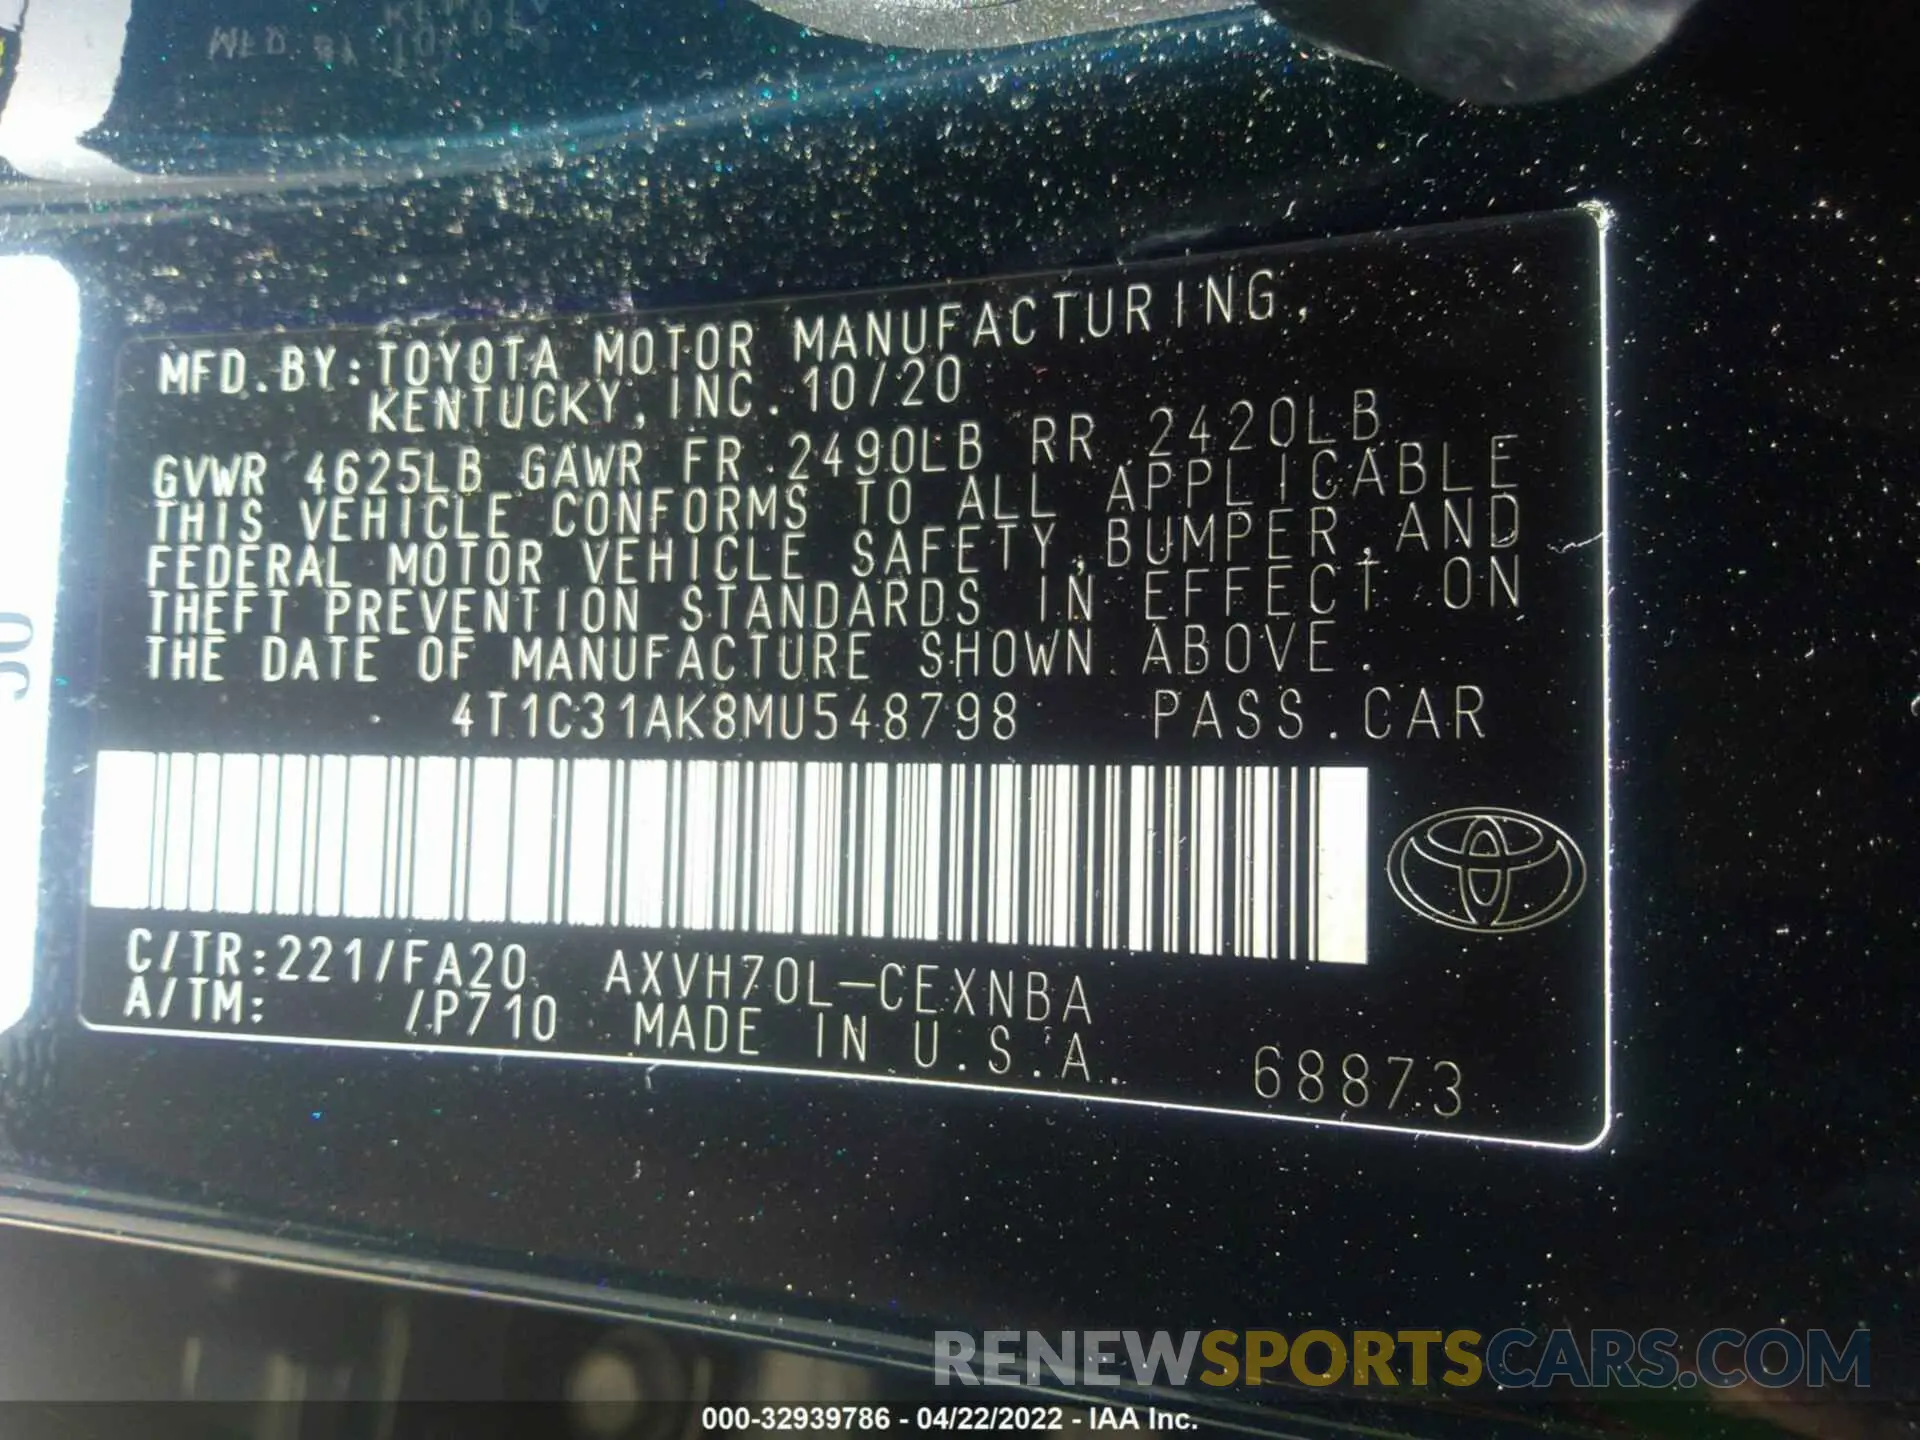 MFD.BY:TOYOTA MOTOR MANUFACTURING,
KENTUCKY, INC. 10/20
GVWR 4625LB GAWR FR 2490LB RR 2420LB
THIS VEHICLE CONFORMS TO ALL APPLICABLE
FEDERAL MOTOR VEHICLE SAFETY, BUMPER, AND
THEFT PREVENTION STANDARDS IN EFFECT ON
THE DATE OF MANUFACTURE SHOWN ABOVE.
4T1C31AK8MU548798 PASS.CAR
C/TR:221/FA20 AXVH70L-CEXNBA
A/TM: /P710 MADE IN U.S.A. 68873
RENEWSPORTSCARS.COM
000-32939786 - 04/22/2022 - IAA Inc.